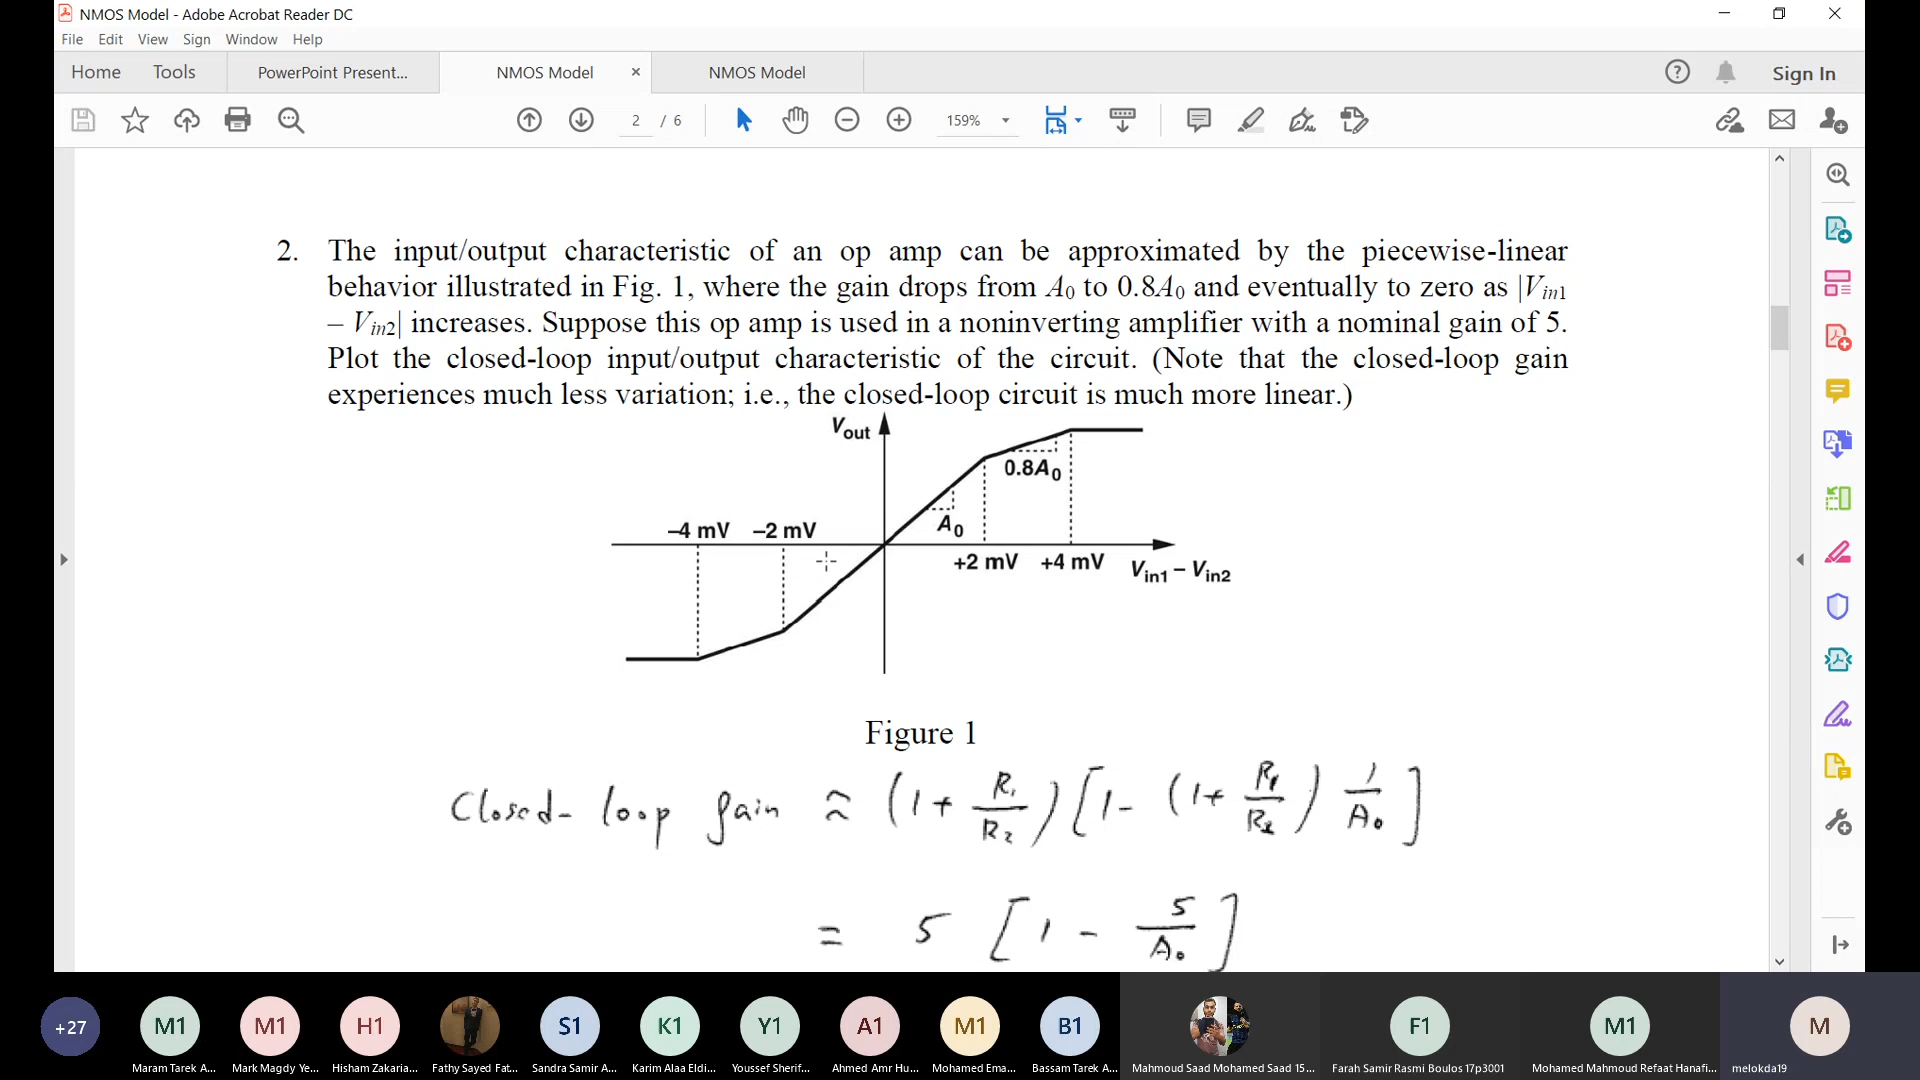 NMOS Model - Adobe Acrobat Reader DC
File Edit View Sign Window Help
Home Tools PowerPoint Present... NMOS Model × NMOS Model ? Sign In
2 / 6 159%
2. The input/output characteristic of an op amp can be approximated by the piecewise-linear
behavior illustrated in Fig. 1, where the gain drops from A0 to 0.8A0 and eventually to zero as |Vin1
– Vin2| increases. Suppose this op amp is used in a noninverting amplifier with a nominal gain of 5.
Plot the closed-loop input/output characteristic of the circuit. (Note that the closed-loop gain
experiences much less variation; i.e., the closed-loop circuit is much more linear.)
Vout
0.8A0
A0
–4 mV –2 mV
+2 mV +4 mV Vin1 – Vin2
Figure 1
Closed-loop gain ≈ (1 + R1/R2) [1 - (1 + R1/R2) 1/A0]
= 5 [1 - 5/A0]
+27 M1 M1 H1 S1 K1 Y1 A1 M1 B1 F1 M1 M
Maram Tarek A... Mark Magdy Ye... Hisham Zakaria... Fathy Sayed Fat... Sandra Samir A... Karim Alaa Eldi... Youssef Sherif... Ahmed Amr Hu... Mohamed Ema... Bassam Tarek A... Mahmoud Saad Mohamed Saad 15... Farah Samir Rasmi Boulos 17p3001 Mohamed Mahmoud Refaat Hanafi... melokda19